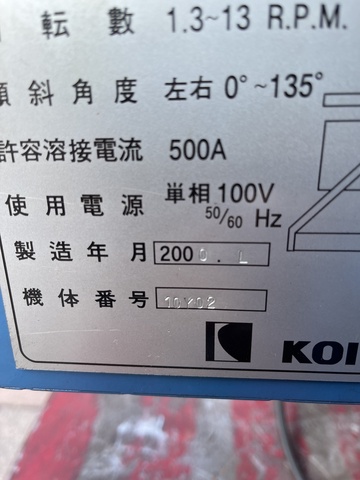 転数 1.3~13 R.P.M.
傾斜角度 左右 0°~135°
許容溶接電流 500A
使用電源 単相 100V
50/60 Hz
製造年月 200
機体番号 10Y02
KOI